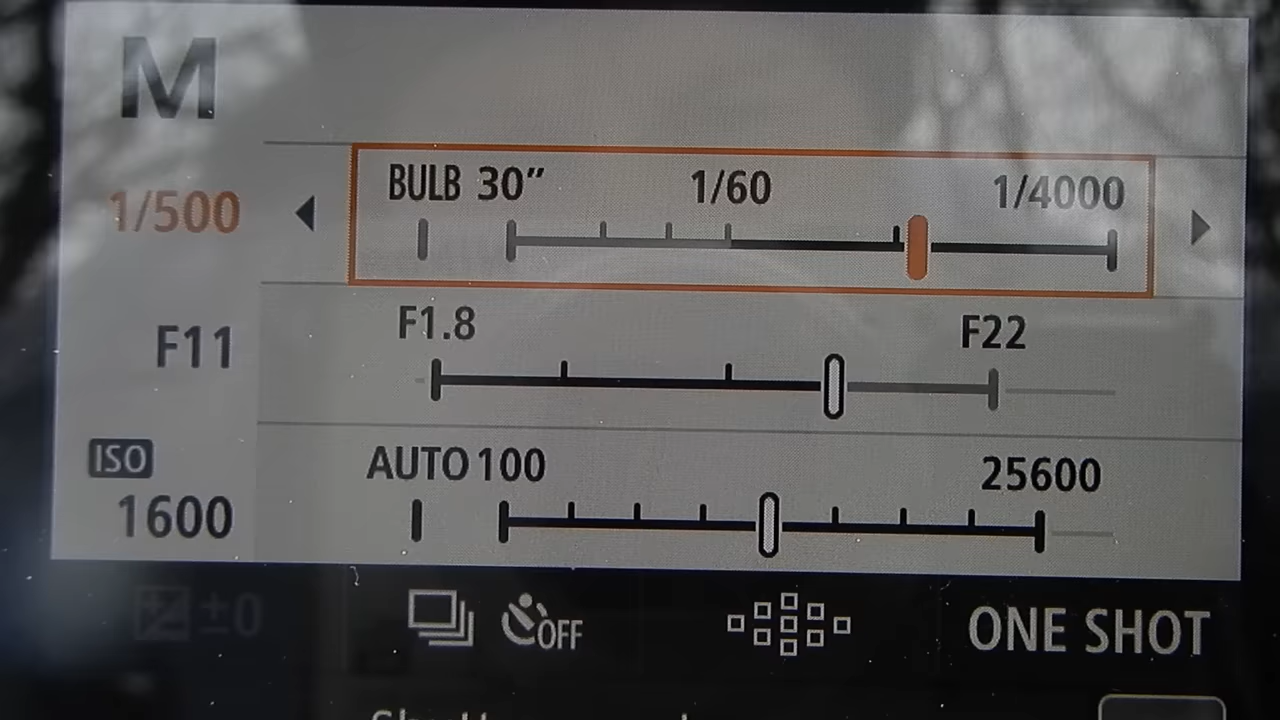 M
1/500
BULB 30" 1/60 1/4000
F11
F1.8 F22
ISO
1600
AUTO 100 25600
±0 OFF ONE SHOT